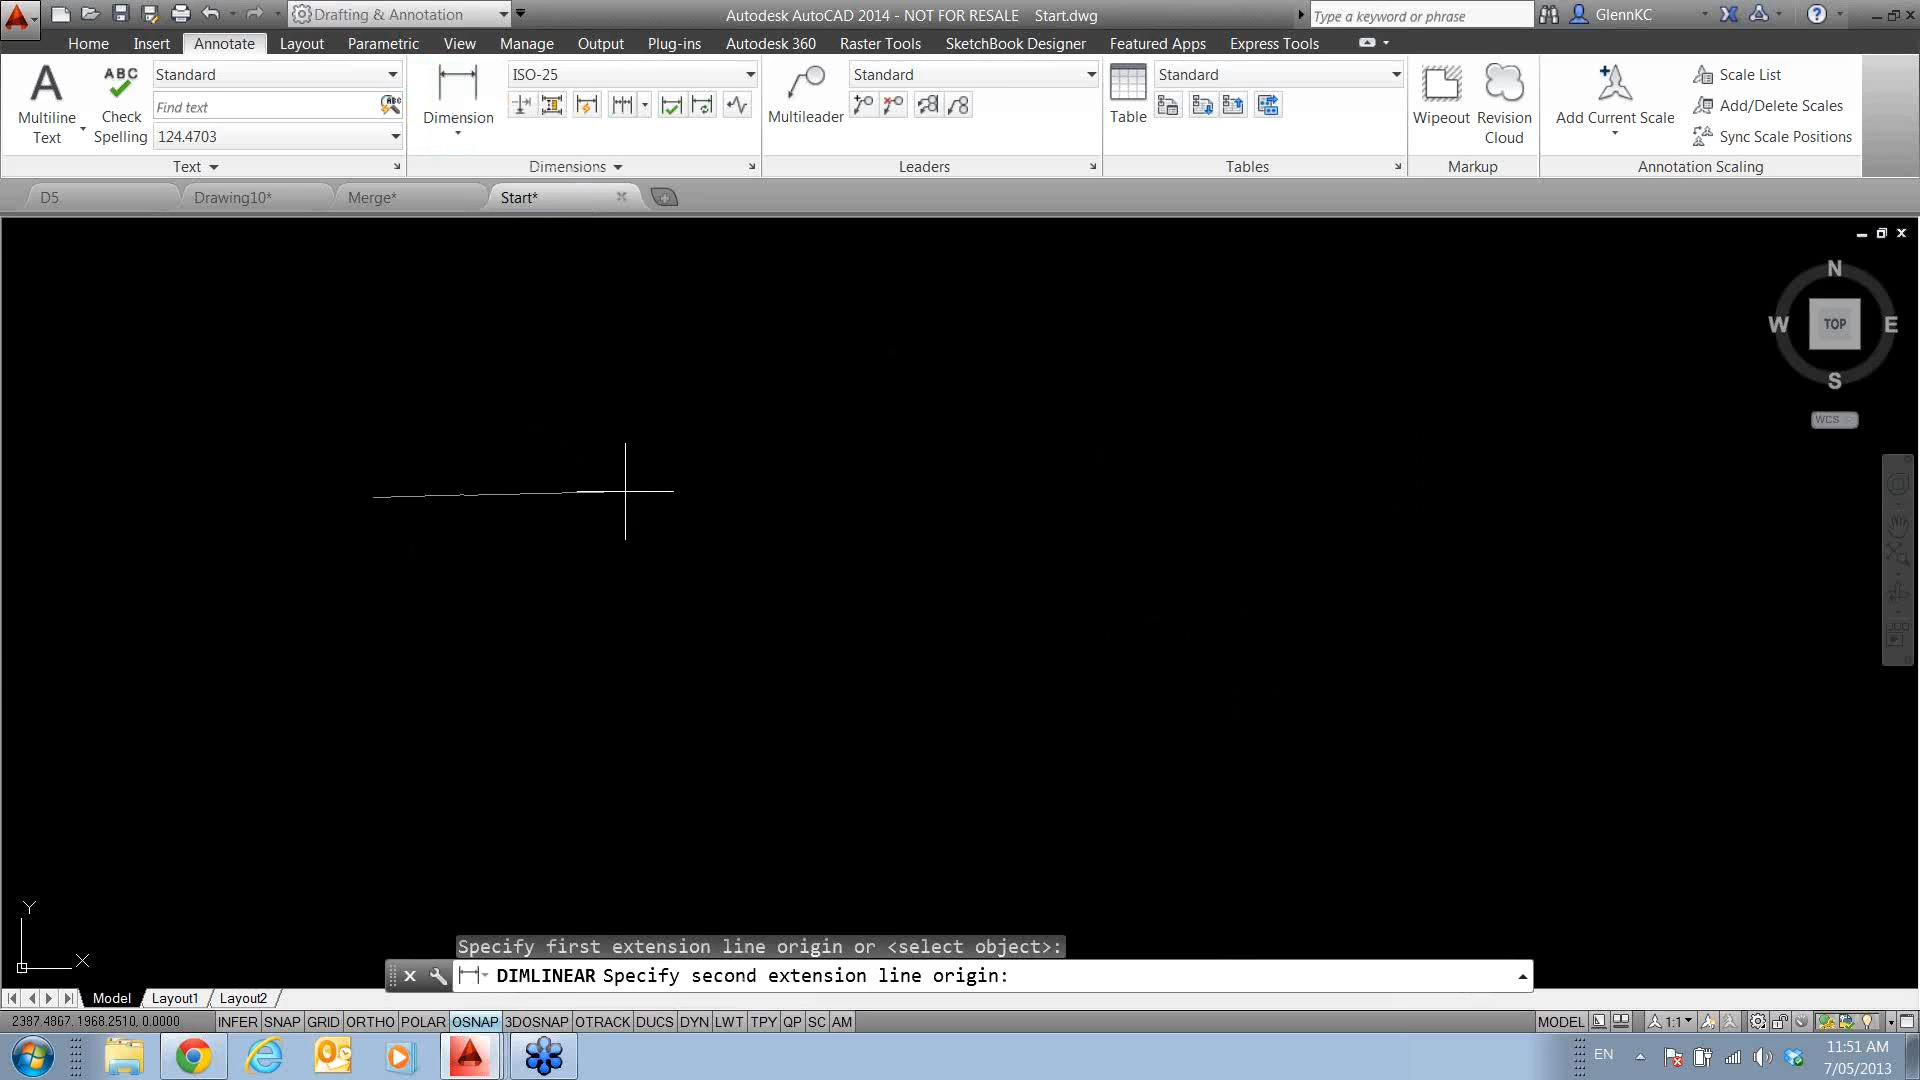 Drafting & Annotation
Autodesk AutoCAD 2014 - NOT FOR RESALE Start.dwg
Type a keyword or phrase
GlennKC
Home Insert Annotate Layout Parametric View Manage Output Plug-ins Autodesk 360 Raster Tools SketchBook Designer Featured Apps Express Tools
A
Multiline
Text
ABC
Check
Spelling
Standard
Find text
124.4703
Text
Dimension
ISO-25
Dimensions
Multileader
Standard
Leaders
Table
Standard
Tables
Wipeout
Revision
Cloud
Markup
Add Current Scale
Scale List
Add/Delete Scales
Sync Scale Positions
Annotation Scaling
D5 Drawing10* Merge* Start*
N
W TOP E
S
WCS
Y
X
Specify first extension line origin or <select object>:
DIMLINEAR Specify second extension line origin:
Model Layout1 Layout2
2387.4867, 1968.2510, 0.0000 INFER SNAP GRID ORTHO POLAR OSNAP 3DOSNAP OTRACK DUCS DYN LWT TPY QP SC AM MODEL 1:1
EN
11:51 AM
7/05/2013